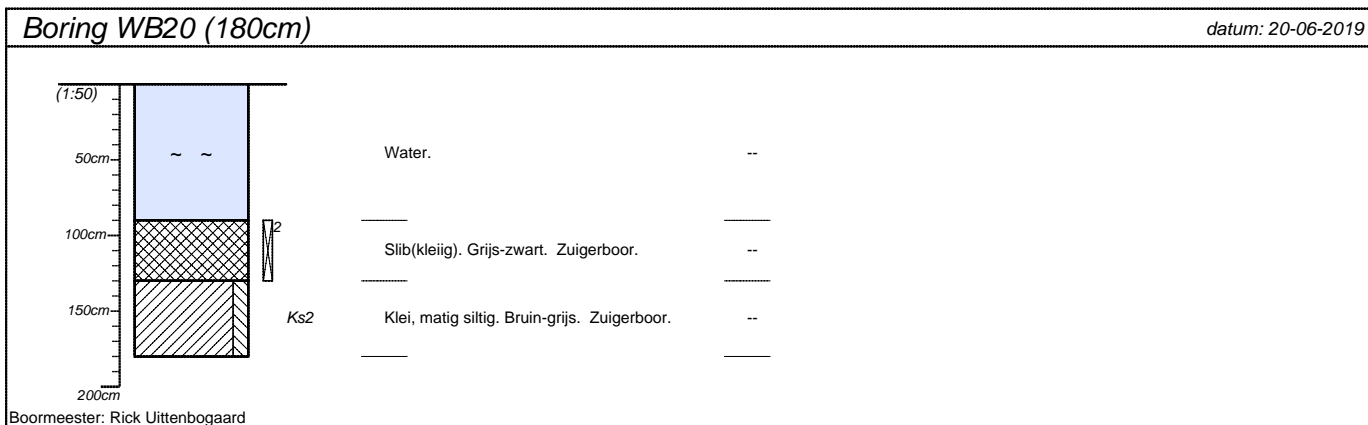 Boring WB20 (180cm) datum: 20-06-2019
(1:50)
50cm ~ ~ Water. --
100cm 2
Slib(kleiig). Grijs-zwart. Zuigerboor. --
150cm Ks2 Klei, matig siltig. Bruin-grijs. Zuigerboor. --
200cm
Boormeester: Rick Uittenbogaard